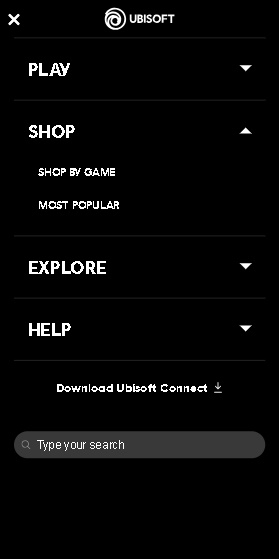 UBISOFT
PLAY
SHOP
SHOP BY GAME
MOST POPULAR
EXPLORE
HELP
Download Ubisoft Connect
Type your search